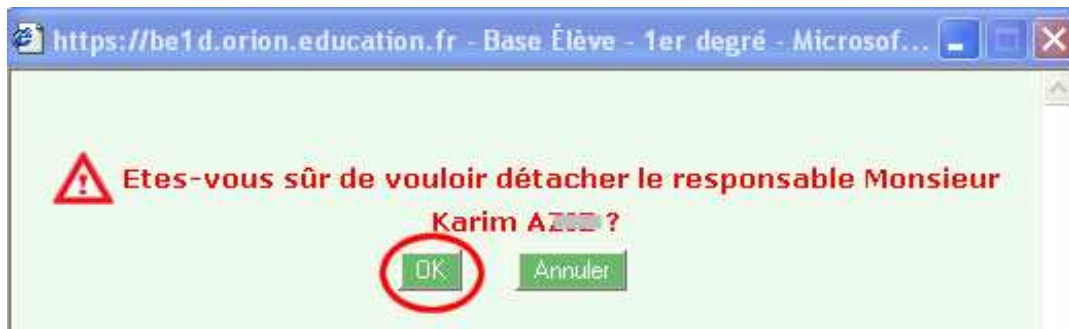 https://be1d.orion.education.fr - Base Élève - 1er degré - Microsof...
Etes-vous sûr de vouloir détacher le responsable Monsieur
Karim ?
OK Annuler